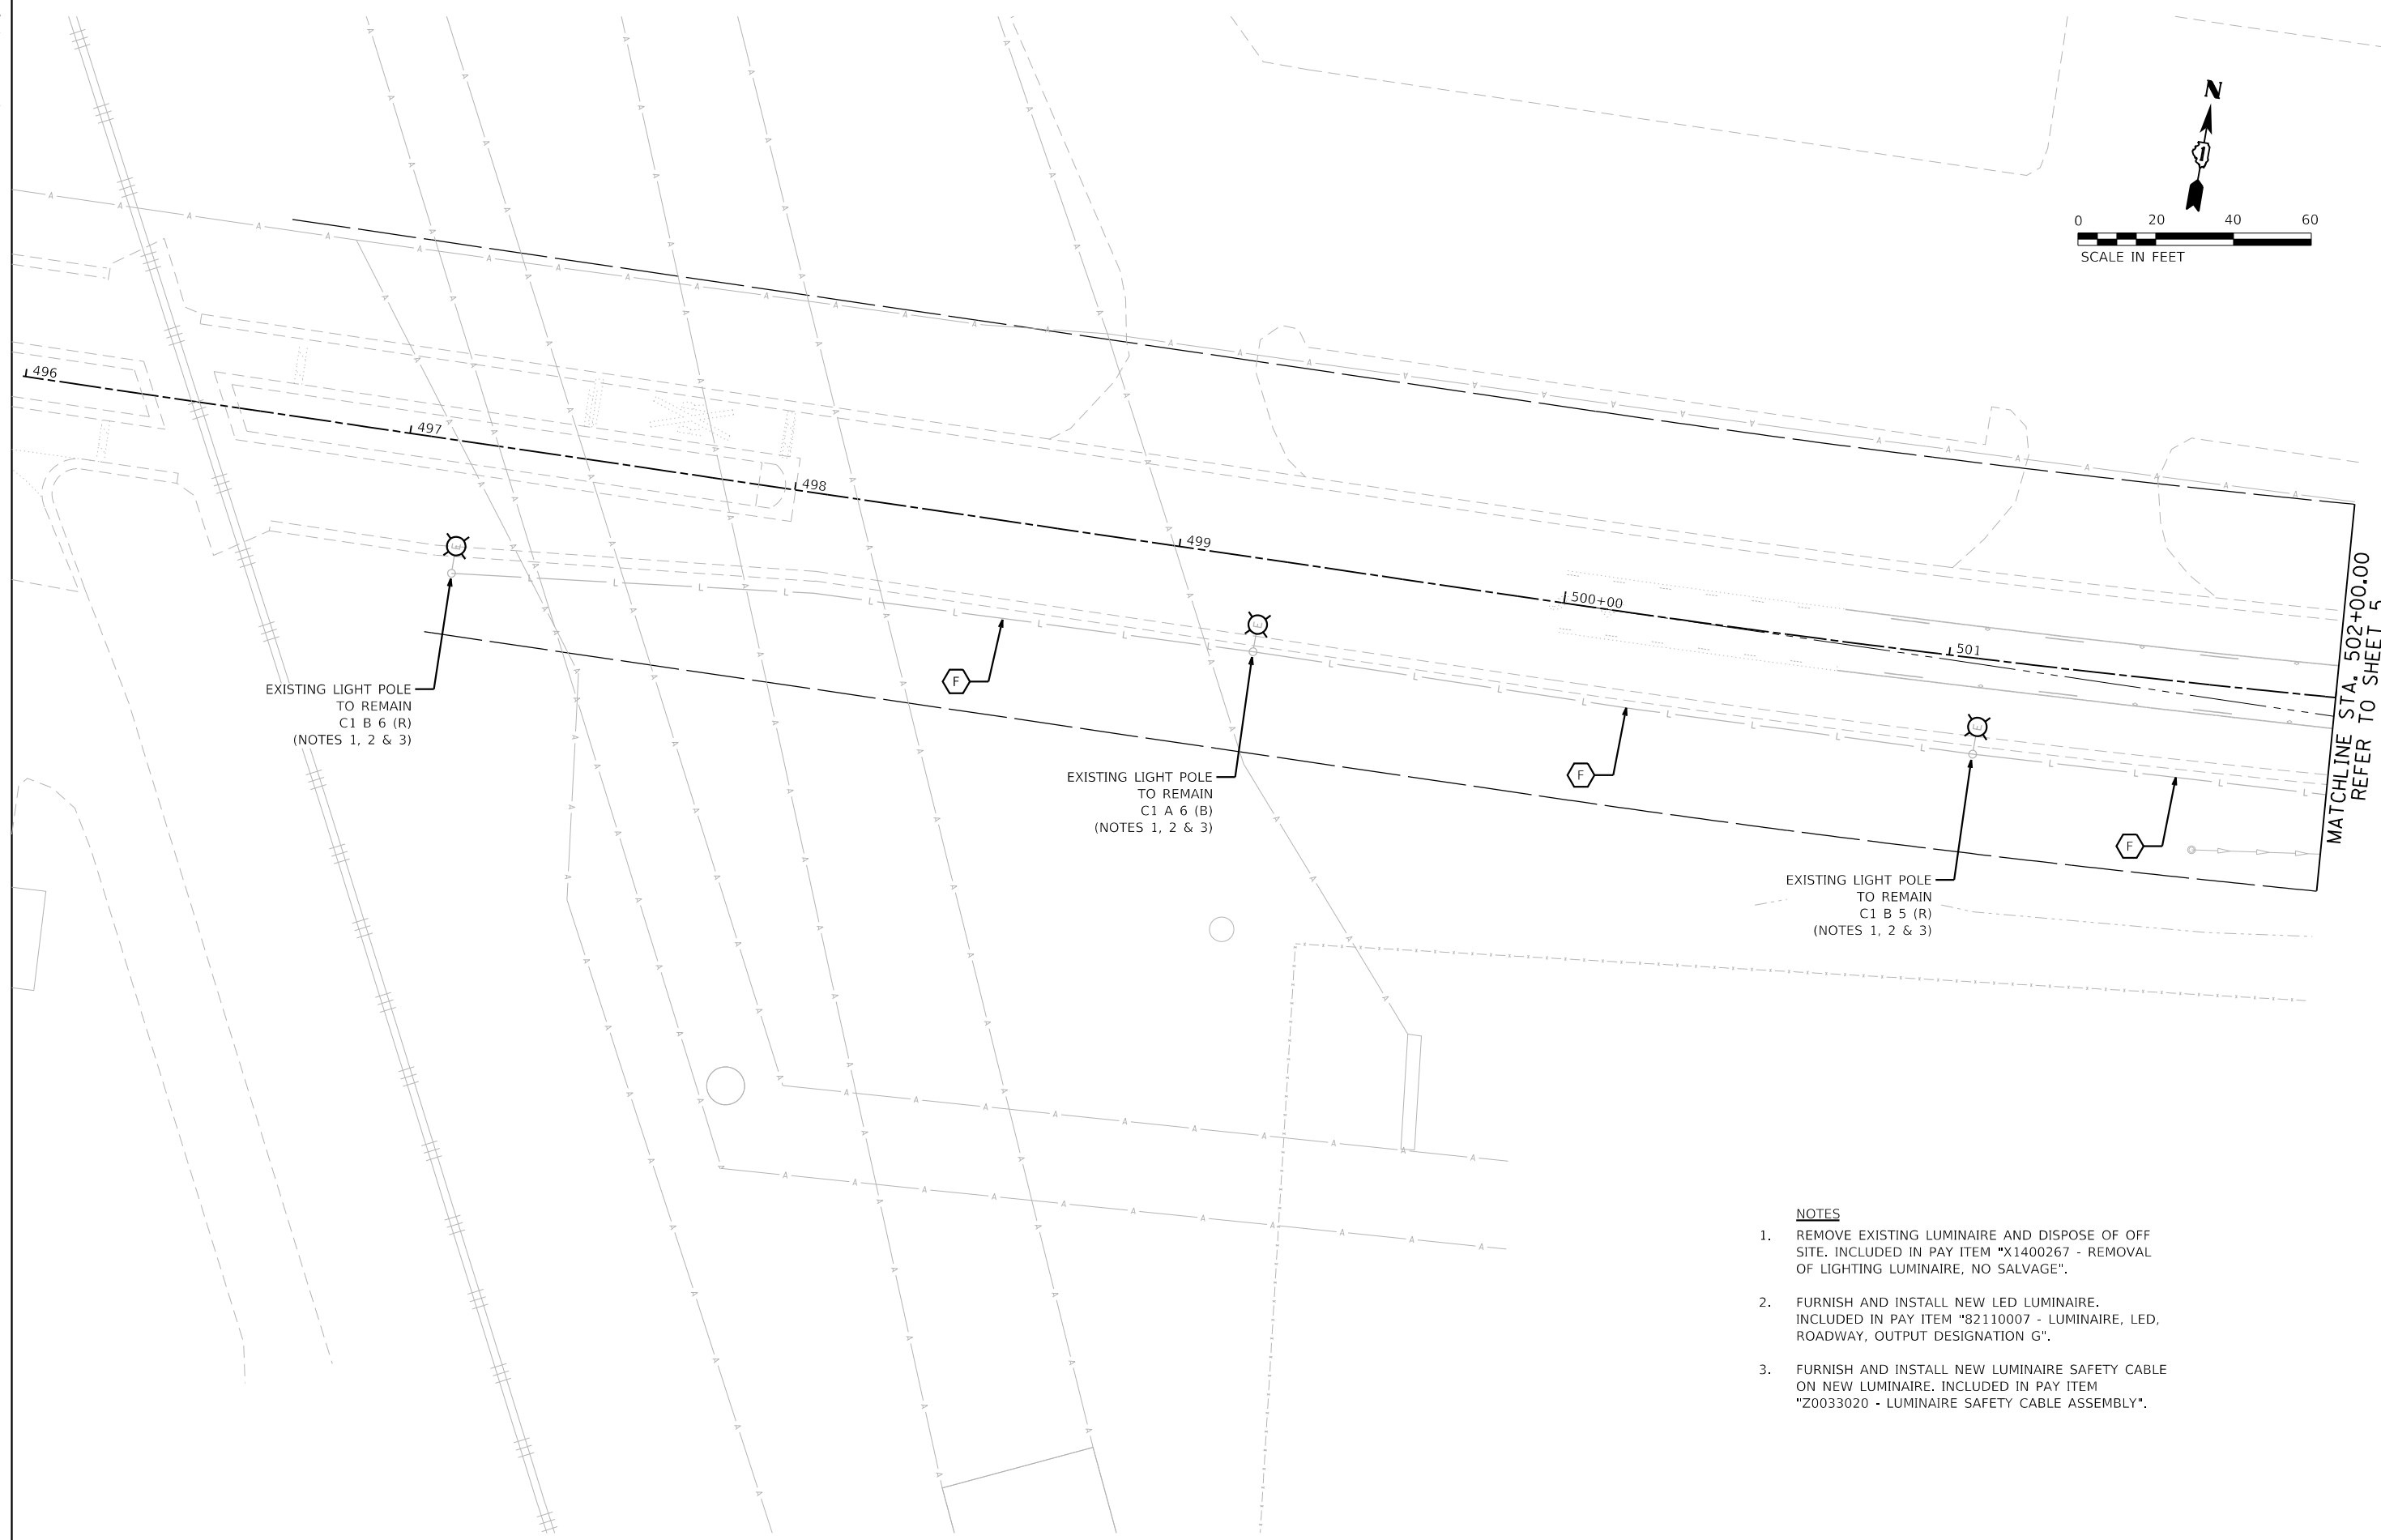 N
0 20 40 60
SCALE IN FEET
496
497
498
499
500+00
501
MATCHLINE STA. 502+00.00
REFER TO SHEET 5
EXISTING LIGHT POLE
TO REMAIN
C1 B 6 (R)
(NOTES 1, 2 & 3)
F
EXISTING LIGHT POLE
TO REMAIN
C1 A 6 (B)
(NOTES 1, 2 & 3)
F
EXISTING LIGHT POLE
TO REMAIN
C1 B 5 (R)
(NOTES 1, 2 & 3)
F
NOTES
1. REMOVE EXISTING LUMINAIRE AND DISPOSE OF OFF
SITE. INCLUDED IN PAY ITEM "X1400267 - REMOVAL
OF LIGHTING LUMINAIRE, NO SALVAGE".
2. FURNISH AND INSTALL NEW LED LUMINAIRE.
INCLUDED IN PAY ITEM "82110007 - LUMINAIRE, LED,
ROADWAY, OUTPUT DESIGNATION G".
3. FURNISH AND INSTALL NEW LUMINAIRE SAFETY CABLE
ON NEW LUMINAIRE. INCLUDED IN PAY ITEM
"Z0033020 - LUMINAIRE SAFETY CABLE ASSEMBLY".